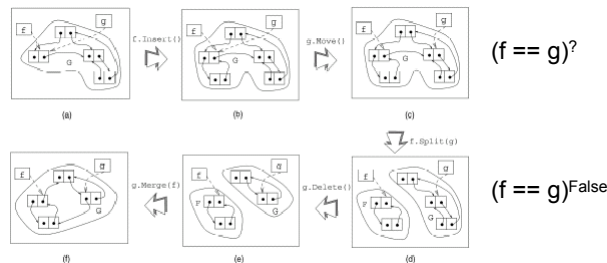 f
g
G
(a)
f.Insert()
f
g
G
(b)
g.Move()
f
g
G
(c)
(f == g)?
f.Split(g)
f
g
G
(f)
g.Merge(f)
f
g
F
G
(e)
g.Delete()
f
g
F
G
(d)
(f == g)False